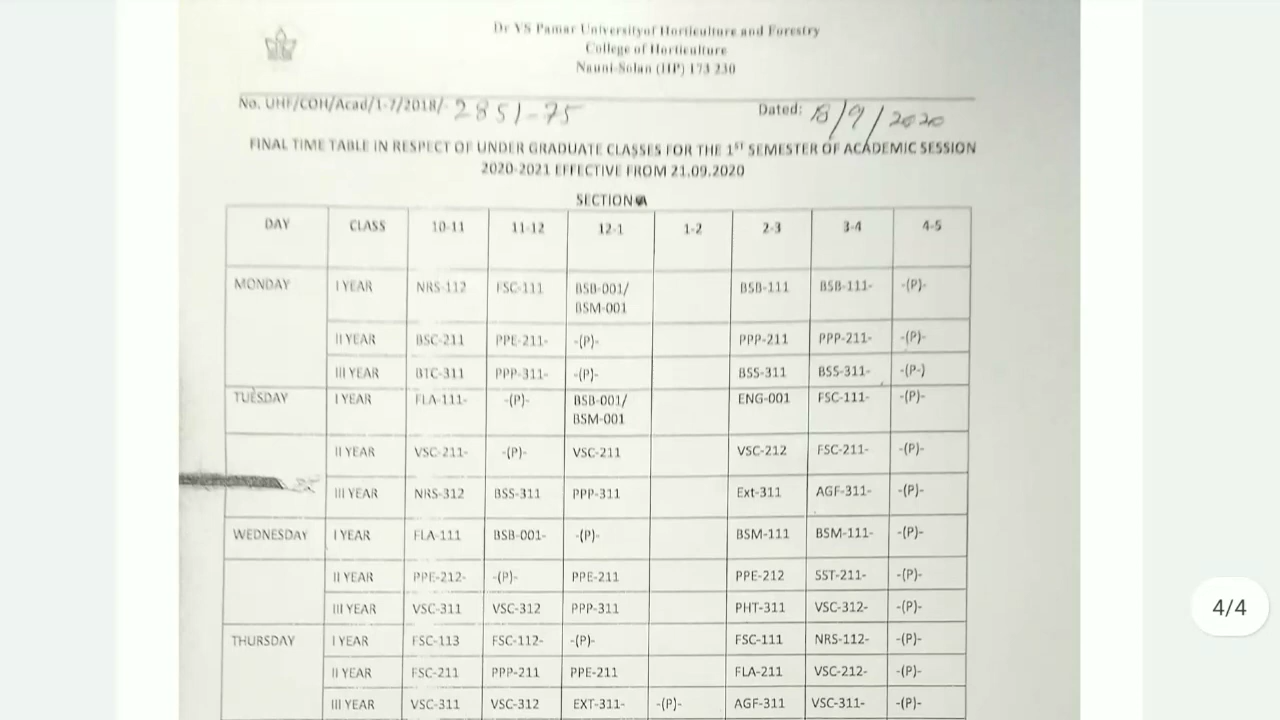 Dr YS Pamar Universityof Horticulture and Forestry
College of Horticulture
Nauni-Solan (HP) 173 230
No. UHF/COH/Acad/1-7/2018/- 2851-75 Dated: 18/9/2020
FINAL TIME TABLE IN RESPECT OF UNDER GRADUATE CLASSES FOR THE 1ST SEMESTER OF ACADEMIC SESSION
2020-2021 EFFECTIVE FROM 21.09.2020
SECTION A
DAY CLASS 10-11 11-12 12-1 1-2 2-3 3-4 4-5
MONDAY I YEAR NRS-112 FSC-111 BSB-001/ BSB-111 BSB-111- -(P)-
BSM-001
II YEAR BSC-211 PPE-211- -(P)- PPP-211 PPP-211- -(P)-
III YEAR BTC-311 PPP-311- -(P)- BSS-311 BSS-311- -(P-)
TUESDAY I YEAR FLA-111- -(P)- BSB-001/ ENG-001 FSC-111- -(P)-
BSM-001
II YEAR VSC-211- -(P)- VSC-211 VSC-212 FSC-211- -(P)-
III YEAR NRS-312 BSS-311 PPP-311 Ext-311 AGF-311- -(P)-
WEDNESDAY I YEAR FLA-111 BSB-001- -(P)- BSM-111 BSM-111- -(P)-
II YEAR PPE-212- -(P)- PPE-211 PPE-212 SST-211- -(P)-
III YEAR VSC-311 VSC-312 PPP-311 PHT-311 VSC-312- -(P)-
THURSDAY I YEAR FSC-113 FSC-112- -(P)- FSC-111 NRS-112- -(P)-
II YEAR FSC-211 PPP-211 PPE-211 FLA-211 VSC-212- -(P)-
III YEAR VSC-311 VSC-312 EXT-311- -(P)- AGF-311 VSC-311- -(P)-
4/4